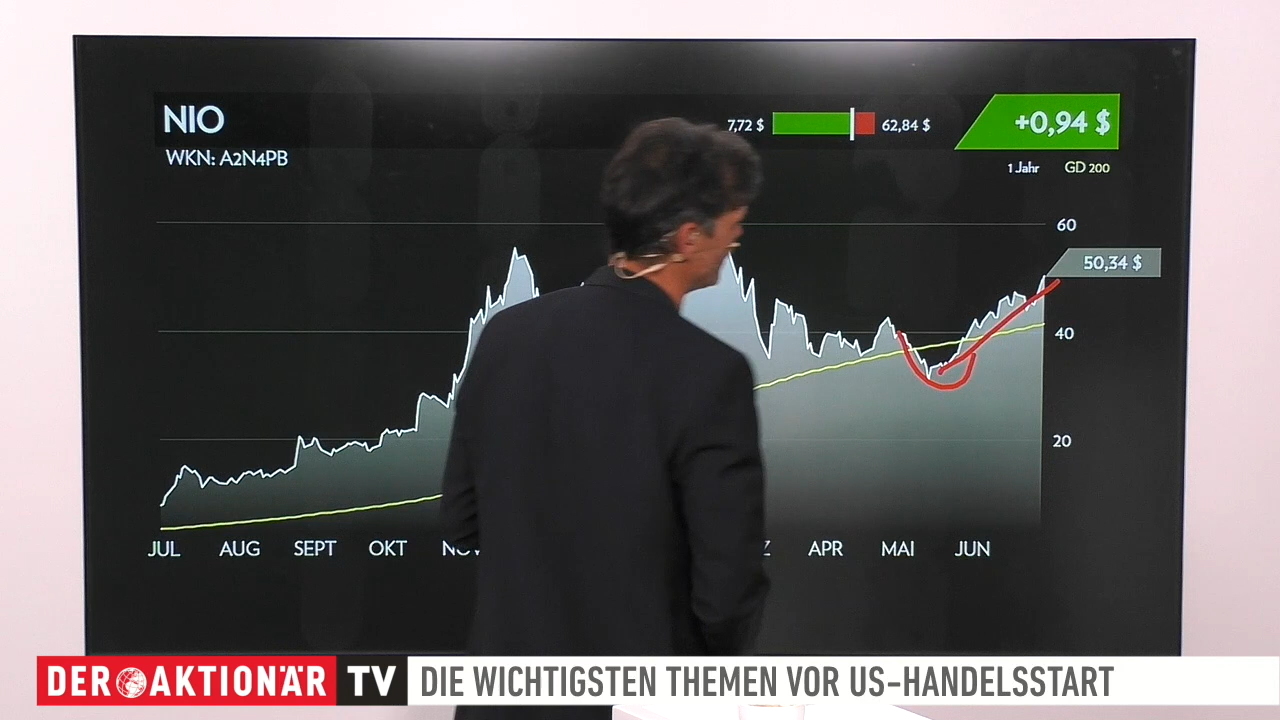 NIO
7,72 $
62,84 $
+0,94 $
WKN: A2N4PB
1 Jahr
GD 200
60
50,34 $
40
20
JUL AUG SEPT OKT APR MAI JUN
DER AKTIONÄR TV DIE WICHTIGSTEN THEMEN VOR US-HANDELSSTART